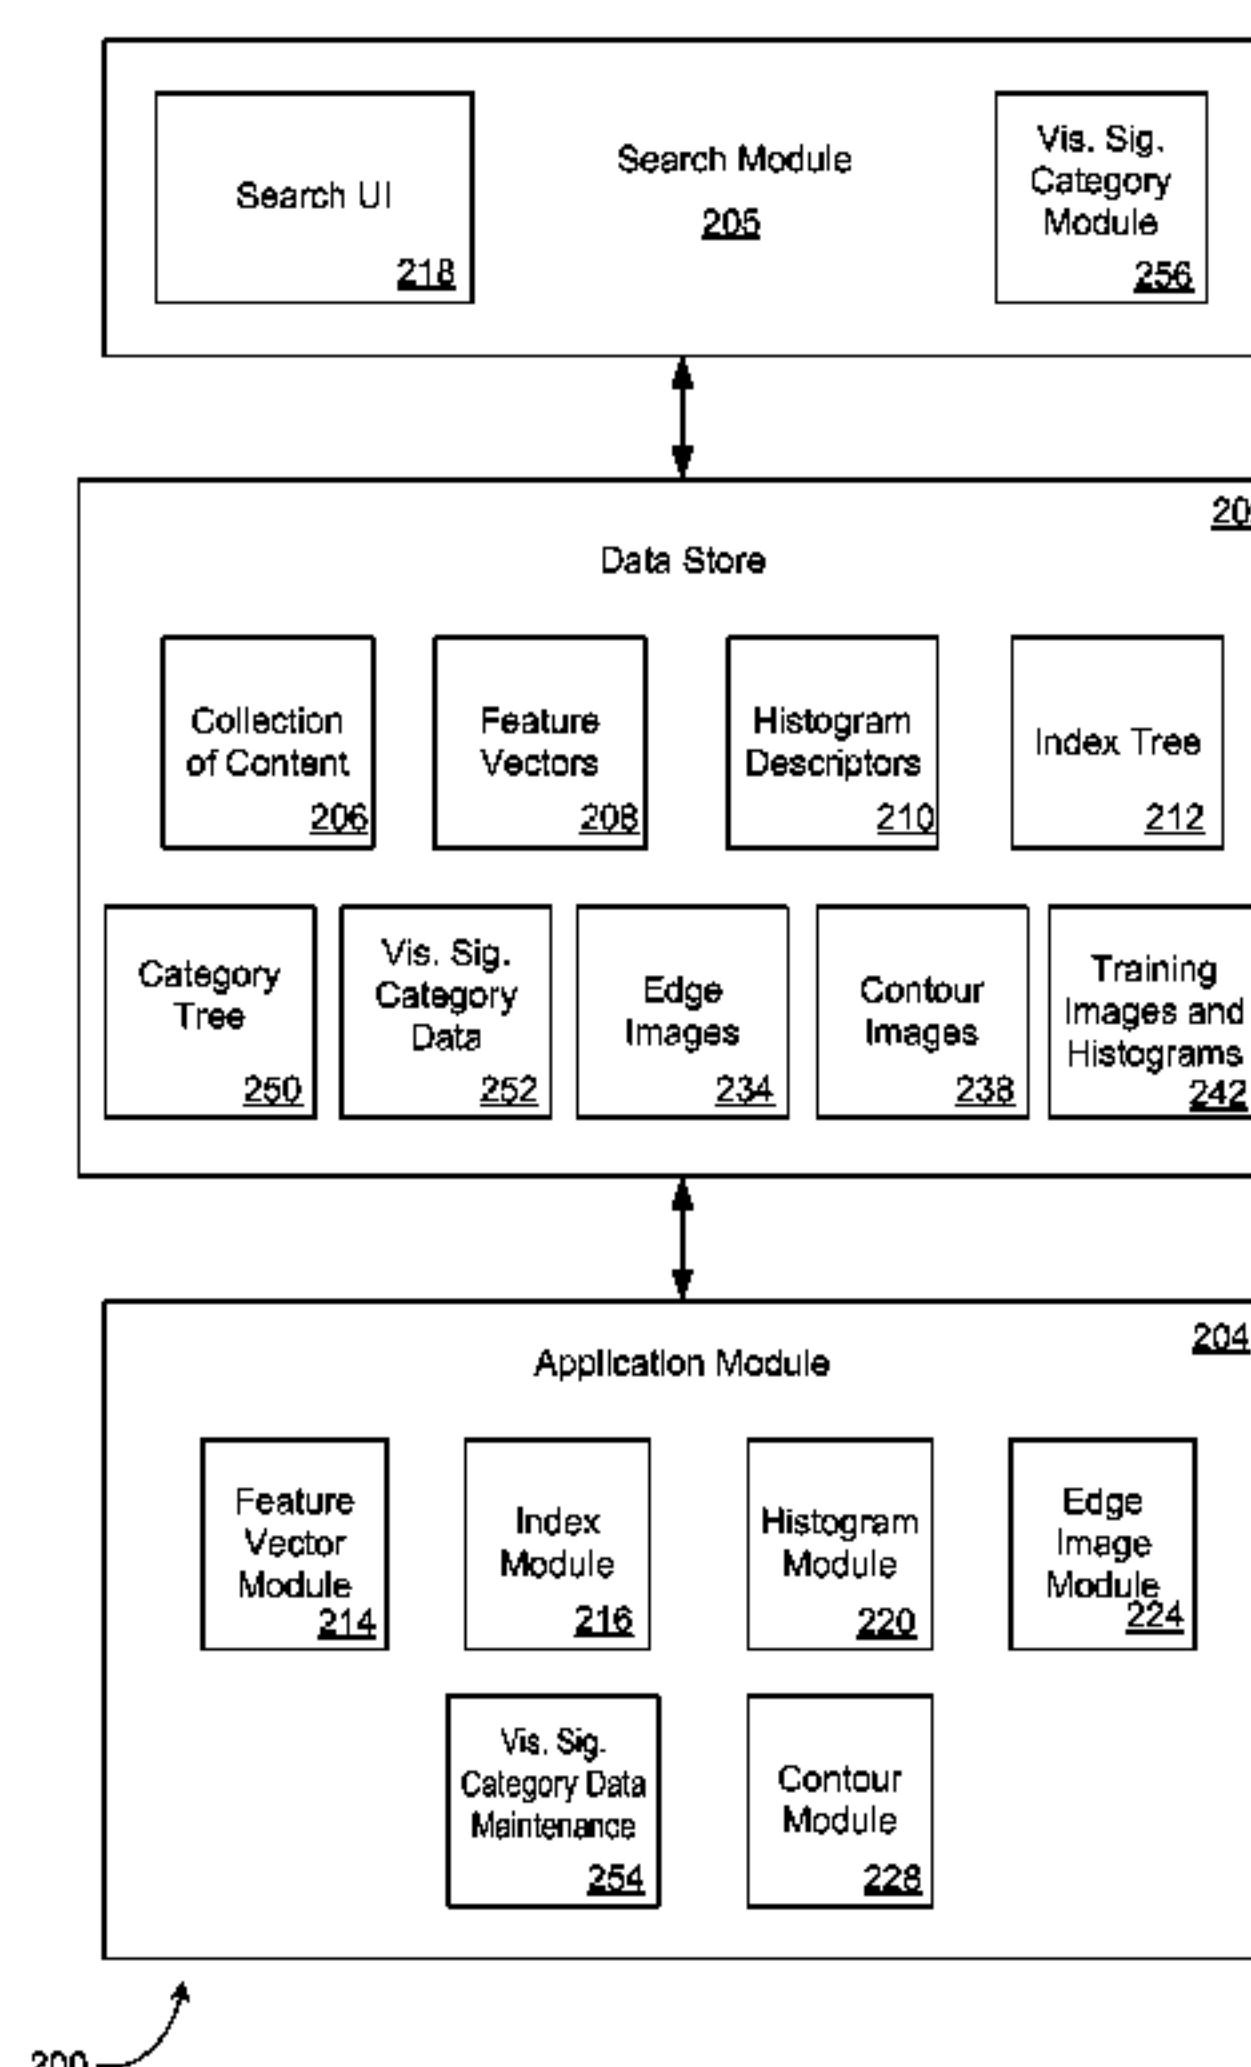 Search UI
218
Search Module
205
Vis. Sig.
Category
Module
256
Data Store
Collection
of Content
206
Feature
Vectors
208
Histogram
Descriptors
210
Index Tree
212
Category
Tree
250
Vis. Sig.
Category
Data
252
Edge
Images
234
Contour
Images
238
Training
Images and
Histograms
242
Application Module
204
Feature
Vector
Module
214
Index
Module
216
Histogram
Module
220
Edge
Image
Module
224
Vis. Sig.
Category Data
Maintenance
254
Contour
Module
228
200